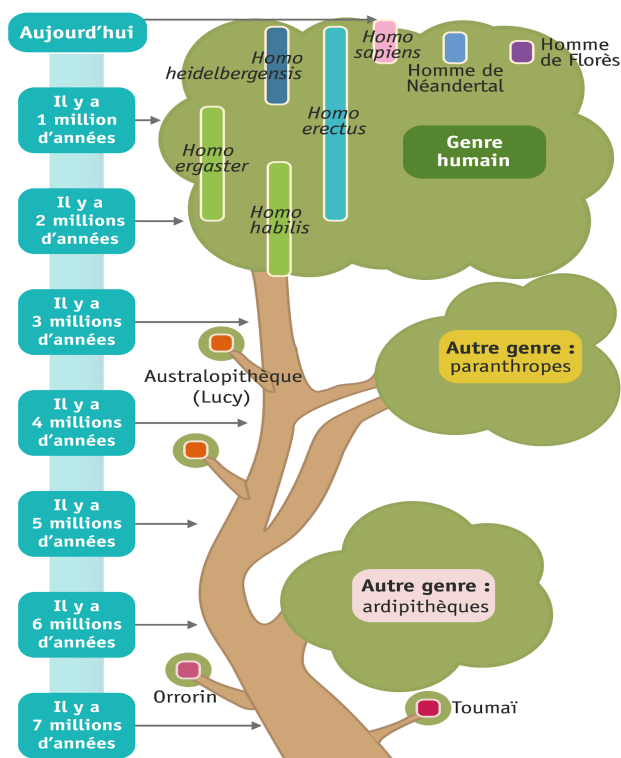 Aujourd'hui
Il y a
1 million
d'années
Il y a
2 millions
d'années
Il y a
3 millions
d'années
Il y a
4 millions
d'années
Il y a
5 millions
d'années
Il y a
6 millions
d'années
Il y a
7 millions
d'années
Homo
heidelbergensis
Homo
sapiens
Homme de
Néandertal
Homme
de Florès
Homo
erectus
Homo
ergaster
Genre
humain
Homo
habilis
Australopithèque
(Lucy)
Autre genre :
paranthropes
Autre genre :
ardipithèques
Orrorin
Toumaï